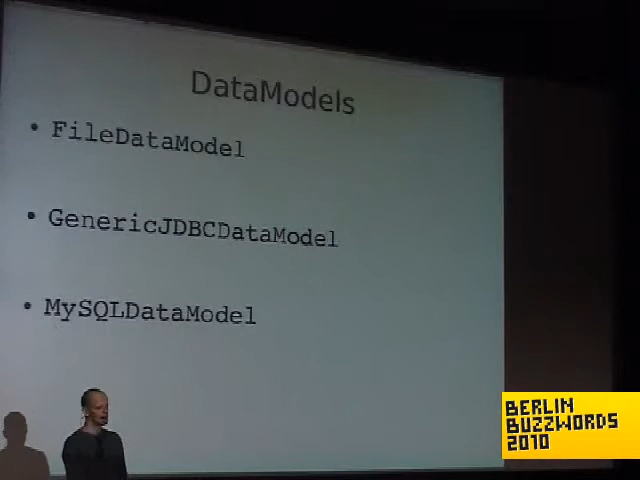 DataModels
• FileDataModel
• GenericJDBCDataModel
• MySQLDataModel
BERLIN
BUZZWORDS
2010